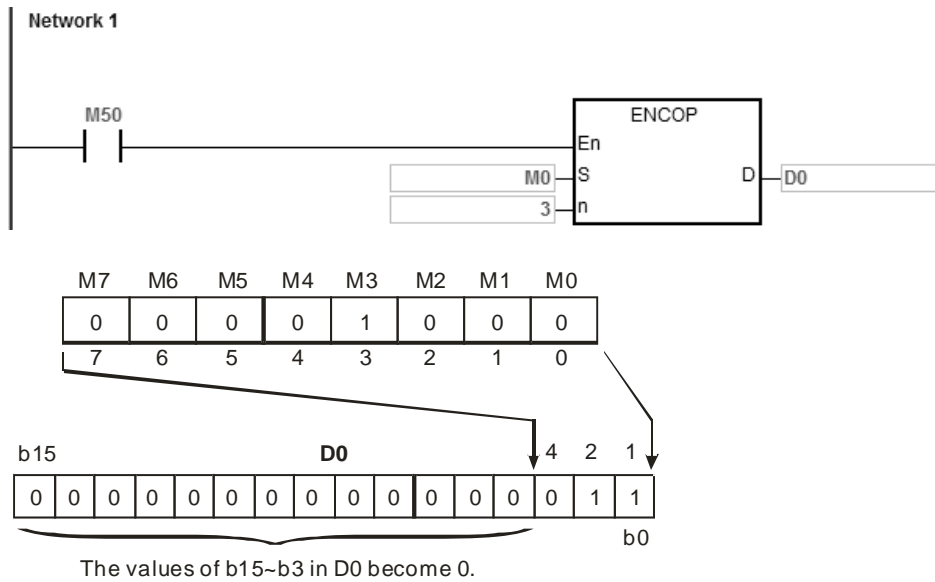 Network 1
M50
ENCOP
En
M0 S D D0
3 n
M7 M6 M5 M4 M3 M2 M1 M0
0 0 0 0 1 0 0 0
7 6 5 4 3 2 1 0
b15 D0 4 2 1
0 0 0 0 0 0 0 0 0 0 0 0 0 0 1 1
b0
The values of b15~b3 in D0 become 0.